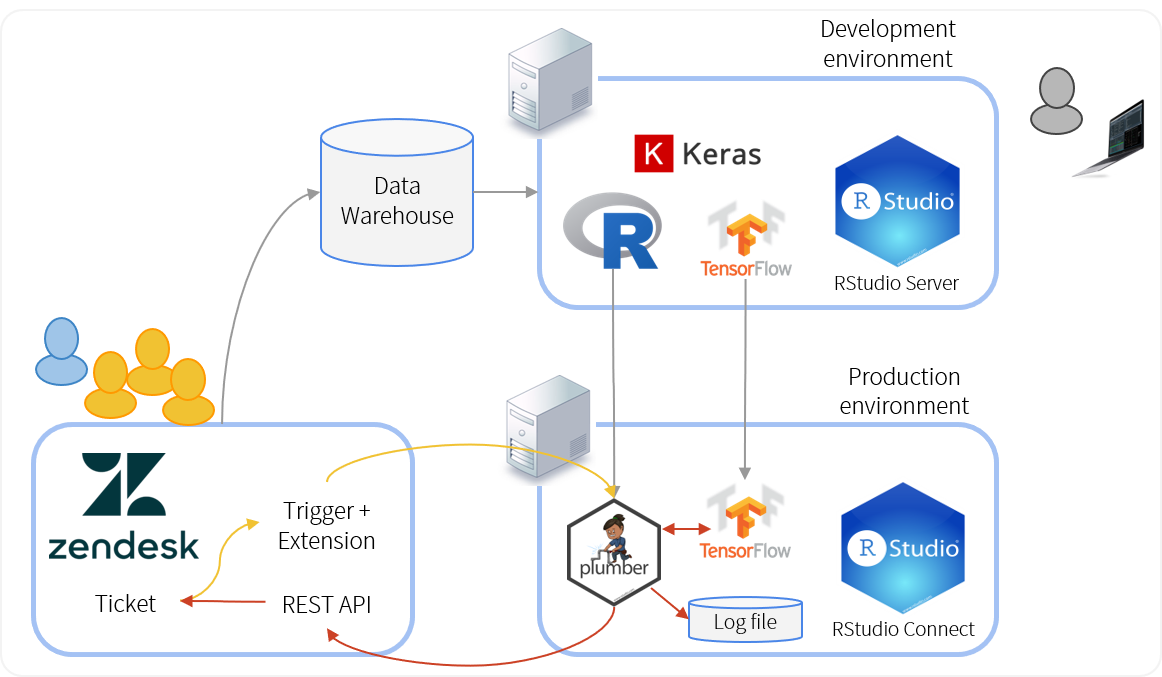 Development
environment
Data
Warehouse
K Keras
R
TensorFlow
R Studio
RStudio Server
Production
environment
zendesk
Trigger +
Extension
Ticket
REST API
plumber
TensorFlow
Log file
R Studio
RStudio Connect